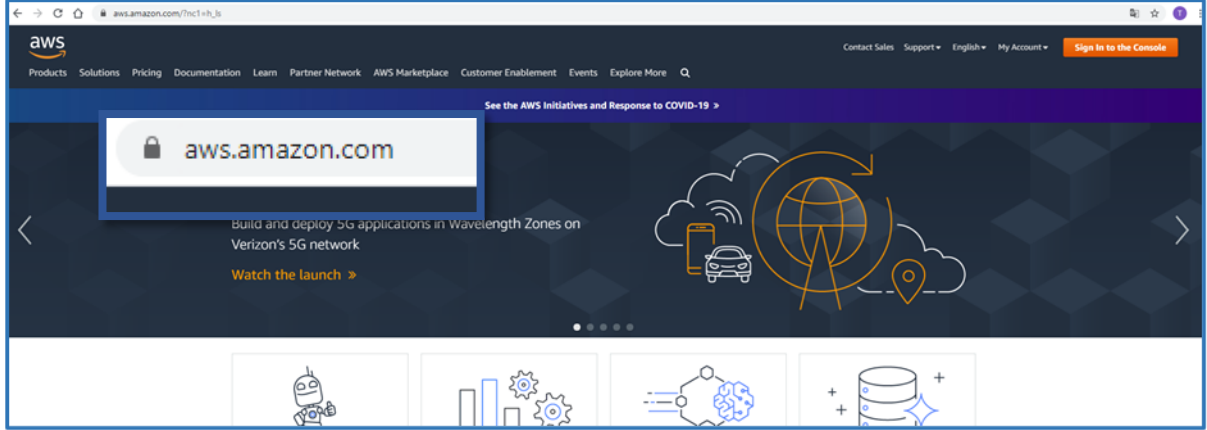 aws.amazon.com/?nc1=h_ls
T
aws
Contact Sales Support English My Account Sign In to the Console
Products Solutions Pricing Documentation Learn Partner Network AWS Marketplace Customer Enablement Events Explore More
See the AWS Initiatives and Response to COVID-19 »
aws.amazon.com
Build and deploy 5G applications in Wavelength Zones on
Verizon's 5G network
Watch the launch »